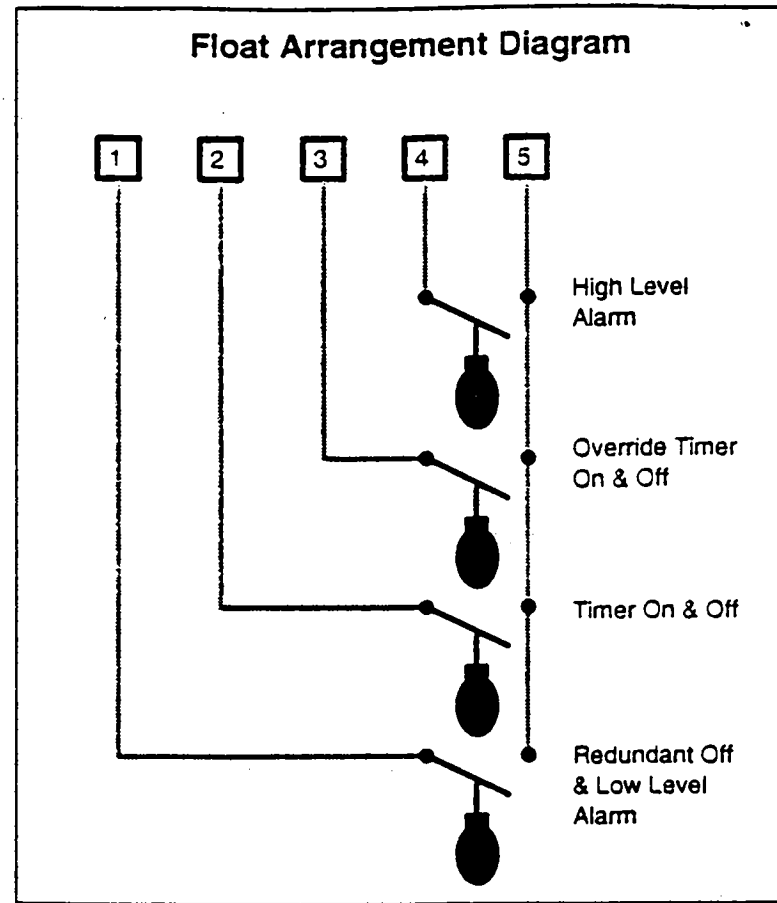 Float Arrangement Diagram
1 2 3 4 5
High Level
Alarm
Override Timer
On & Off
Timer On & Off
Redundant Off
& Low Level
Alarm